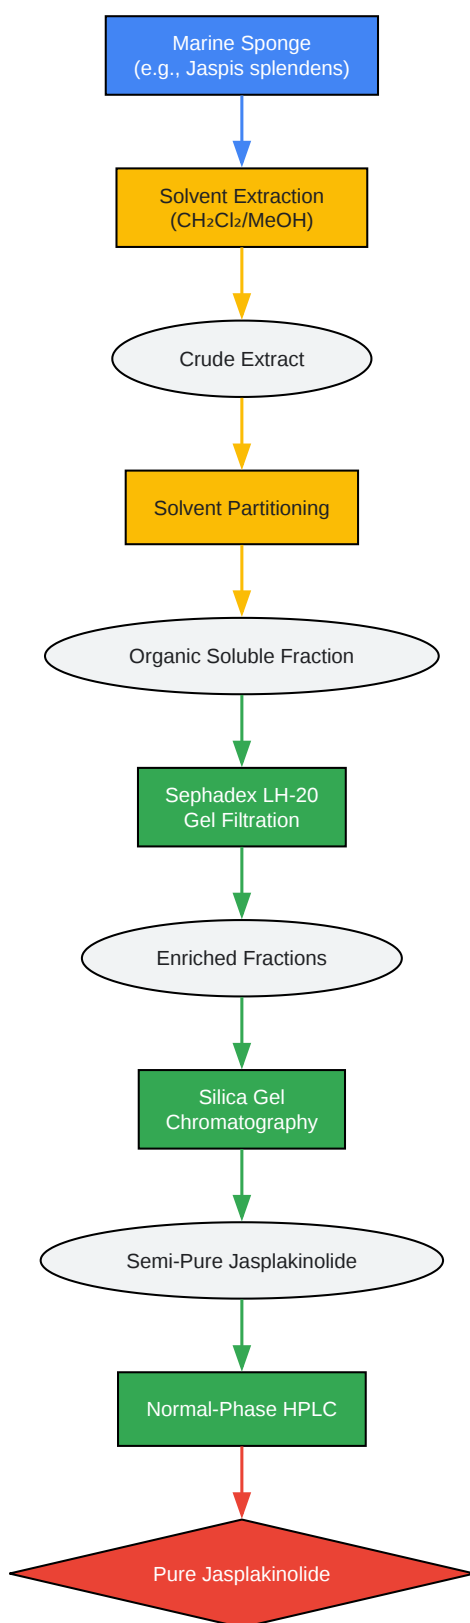 Marine Sponge
(e.g., Jaspis splendens)
Solvent Extraction
(CH₂Cl₂/MeOH)
Crude Extract
Solvent Partitioning
Organic Soluble Fraction
Sephadex LH-20
Gel Filtration
Enriched Fractions
Silica Gel
Chromatography
Semi-Pure Jasplakinolide
Normal-Phase HPLC
Pure Jasplakinolide